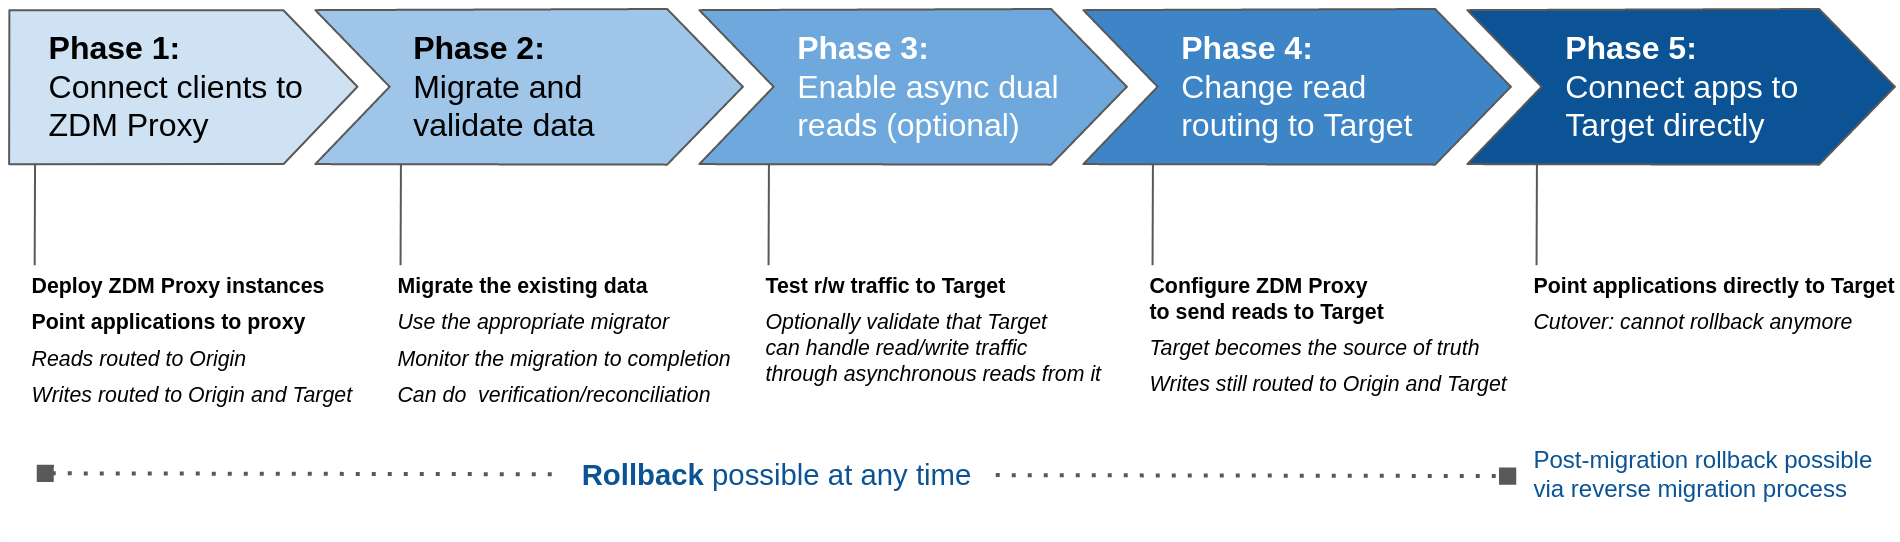 Phase 1:
Connect clients to
ZDM Proxy
Phase 2:
Migrate and
validate data
Phase 3:
Enable async dual
reads (optional)
Phase 4:
Change read
routing to Target
Phase 5:
Connect apps to
Target directly
Deploy ZDM Proxy instances
Point applications to proxy
Reads routed to Origin
Writes routed to Origin and Target
Migrate the existing data
Use the appropriate migrator
Monitor the migration to completion
Can do  verification/reconciliation
Test r/w traffic to Target
Optionally validate that Target
can handle read/write traffic
through asynchronous reads from it
Configure ZDM Proxy
to send reads to Target
Target becomes the source of truth
Writes still routed to Origin and Target
Point applications directly to Target
Cutover: cannot rollback anymore
Rollback possible at any time
Post-migration rollback possible
via reverse migration process